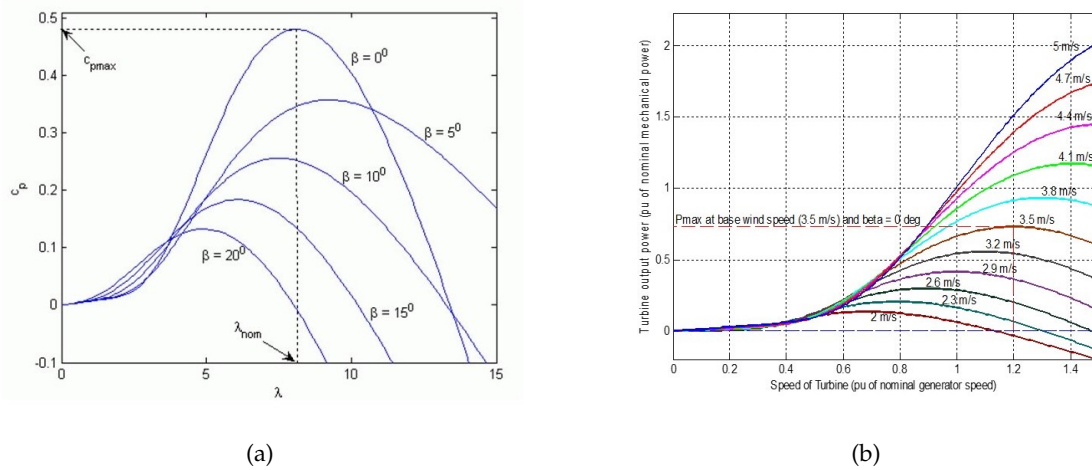 0.5
0.4
0.3
0.2
0.1
0
-0.1
c_p
c_pmax
β = 0⁰
β = 5⁰
β = 10⁰
β = 15⁰
β = 20⁰
λ_nom
0 5 10 15
λ
(a)
Turbine output power (pu of nominal mechanical power)
2
1.5
1
0.5
0
5 m/s
4.7 m/s
4.4 m/s
4.1 m/s
3.8 m/s
Pmax at base wind speed (3.5 m/s) and beta = 0 deg
3.5 m/s
3.2 m/s
2.9 m/s
2.6 m/s
2.3 m/s
2 m/s
0 0.2 0.4 0.6 0.8 1 1.2 1.4
Speed of Turbine (pu of nominal generator speed)
(b)